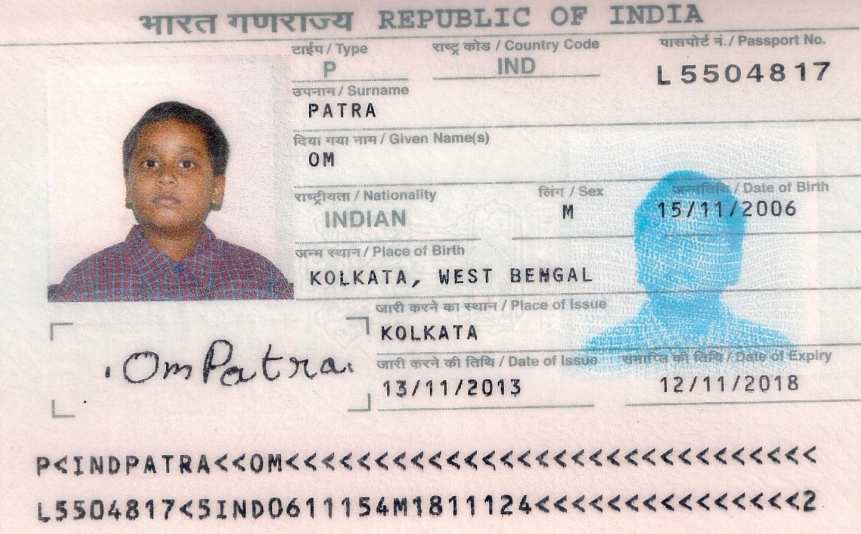 भारत गणराज्य REPUBLIC OF INDIA
टाईप / Type राष्ट्र कोड / Country Code पासपोर्ट नं. / Passport No.
P IND L5504817
उपनाम / Surname
PATRA
दिया गया नाम / Given Name(s)
OM
राष्ट्रीयता / Nationality लिंग / Sex जन्मतिथि / Date of Birth
INDIAN M 15/11/2006
जन्म स्थान / Place of Birth
KOLKATA, WEST BENGAL
जारी करने का स्थान / Place of Issue
KOLKATA
जारी करने की तिथि / Date of Issue समाप्ति की तिथि / Date of Expiry
13/11/2013 12/11/2018
Om Patra
P<INDPATRA<<OM<<<<<<<<<<<<<<<<<<<<<<<<<<<<<<
L5504817<5IND0611154M1811124<<<<<<<<<<<<<<<2